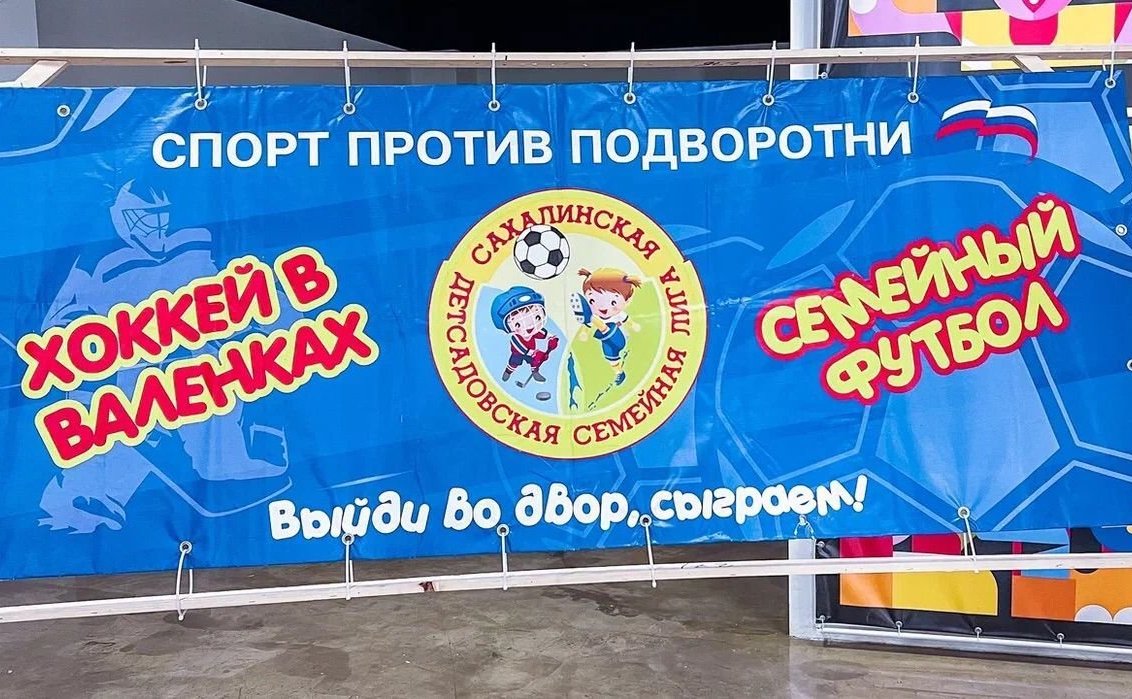 СПОРТ ПРОТИВ ПОДВОРОТНИ
ХОККЕЙ В
ВАЛЕНКАХ
САХАЛИНСКАЯ ЛИГА
ДЕТСАДОВСКАЯ СЕМЕЙНАЯ
СЕМЕЙНЫЙ
ФУТБОЛ
Выйди во двор, сыграем!